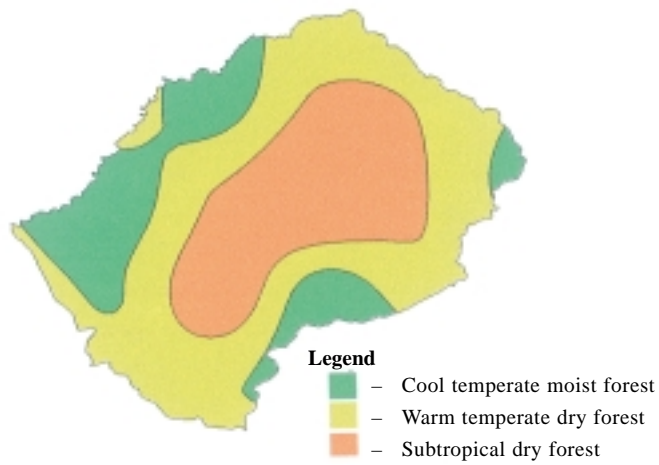 Legend
– Cool temperate moist forest
– Warm temperate dry forest
– Subtropical dry forest